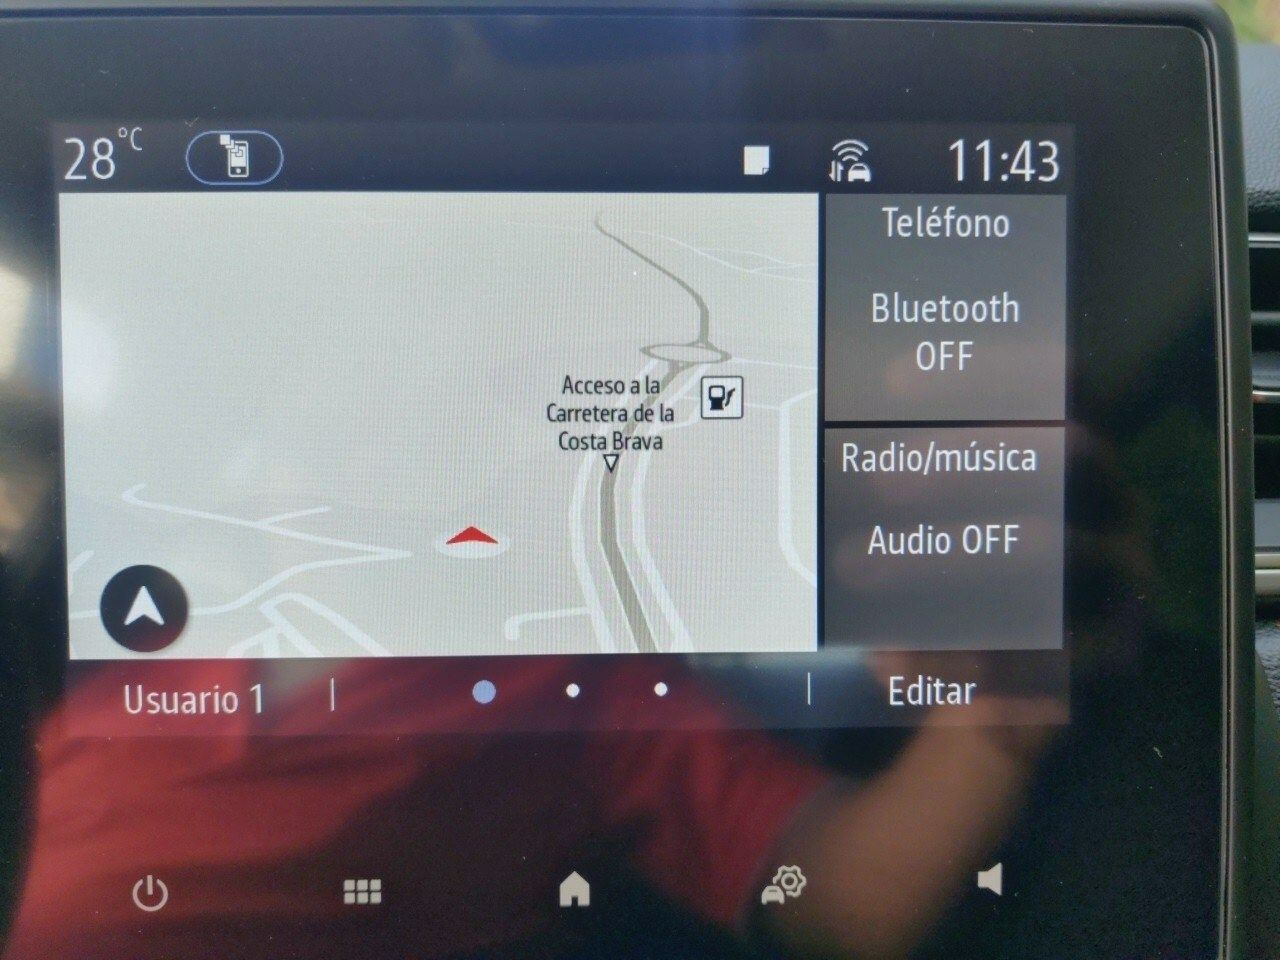 28 °C
11:43
Teléfono
Bluetooth
OFF
Acceso a la
Carretera de la
Costa Brava
Radio/música
Audio OFF
Usuario 1
Editar